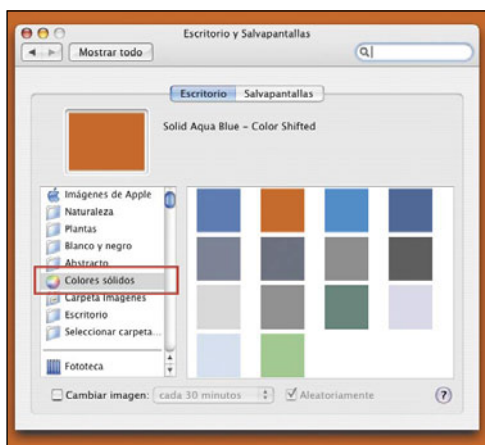 Escritorio y Salvapantallas
Mostrar todo
Escritorio Salvapantallas
Solid Aqua Blue – Color Shifted
Imágenes de Apple
Naturaleza
Plantas
Blanco y negro
Abstracto
Colores sólidos
Carpeta Imágenes
Escritorio
Seleccionar carpeta...
Fototeca
Cambiar imagen: cada 30 minutos Aleatoriamente ?